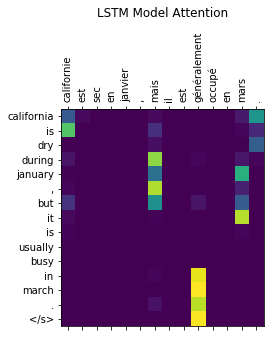 LSTM Model Attention
californie
est
sec
en
janvier
,
mais
il
est
généralement
occupé
en
mars
.
california
is
dry
during
january
,
but
it
is
usually
busy
in
march
.
</s>